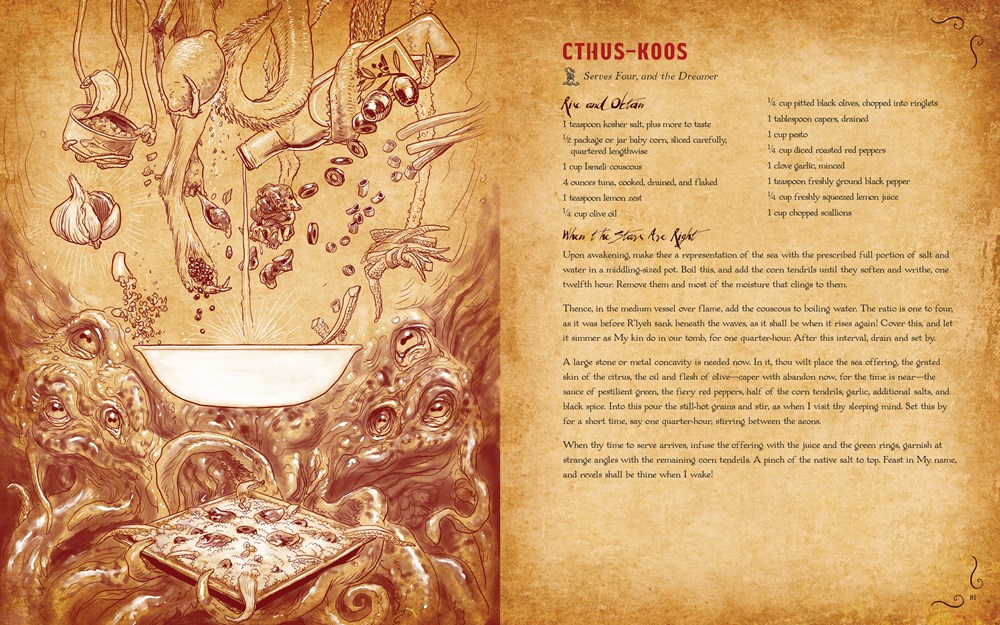 CTHUS-KOOS
Serves Four, and the Dreamer
Rise and Obtain
1 teaspoon kosher salt, plus more to taste
½ package or jar baby corn, sliced carefully,
quartered lengthwise
1 cup Israeli couscous
4 ounces tuna, cooked, drained, and flaked
1 teaspoon lemon zest
¼ cup olive oil
¼ cup pitted black olives, chopped into ringlets
1 tablespoon capers, drained
1 cup pesto
¼ cup diced roasted red peppers
1 clove garlic, minced
1 teaspoon freshly ground black pepper
¼ cup freshly squeezed lemon juice
1 cup chopped scallions
When the Stars Are Right
Upon awakening, make thee a representation of the sea with the prescribed full portion of salt and
water in a middling-sized pot. Boil this, and add the corn tendrils until they soften and writhe, one
twelfth hour. Remove them and most of the moisture that clings to them.
Thence, in the medium vessel over flame, add the couscous to boiling water. The ratio is one to four,
as it was before R'lyeh sank beneath the waves, as it shall be when it rises again! Cover this, and let
it simmer as My kin do in our tomb, for one quarter-hour. After this interval, drain and set by.
A large stone or metal concavity is needed now. In it, thou wilt place the sea offering, the grated
skin of the citrus, the oil and flesh of olive—caper with abandon now, for the time is near—the
sauce of pestilient green, the fiery red peppers, half of the corn tendrils, garlic, additional salts, and
black spice. Into this pour the still-hot grains and stir, as when I visit thy sleeping mind. Set this by
for a short time, say one quarter-hour, stirring between the aeons.
When thy time to serve arrives, infuse the offering with the juice and the green rings, garnish at
strange angles with the remaining corn tendrils. A pinch of the native salt to top. Feast in My name,
and revels shall be thine when I wake!
81